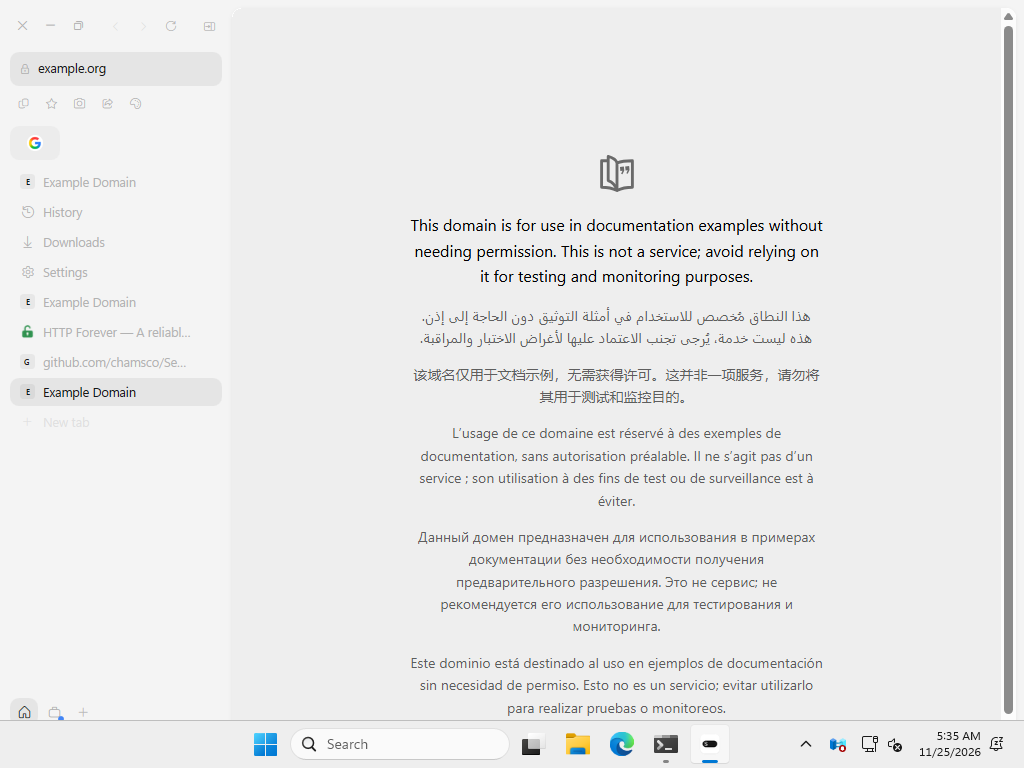 example.org
E Example Domain
History
Downloads
Settings
E Example Domain
HTTP Forever — A reliabl...
G github.com/chamsco/Se...
E Example Domain
New tab
This domain is for use in documentation examples without
needing permission. This is not a service; avoid relying on
it for testing and monitoring purposes.
هذا النطاق مُخصص للاستخدام في أمثلة التوثيق دون الحاجة إلى إذن.
هذه ليست خدمة، يُرجى تجنب الاعتماد عليها لأغراض الاختبار والمراقبة.
该域名仅用于文档示例，无需获得许可。这并非一项服务，请勿将
其用于测试和监控目的。
L’usage de ce domaine est réservé à des exemples de
documentation, sans autorisation préalable. Il ne s’agit pas d’un
service ; son utilisation à des fins de test ou de surveillance est à
éviter.
Данный домен предназначен для использования в примерах
документации без необходимости получения
предварительного разрешения. Это не сервис; не
рекомендуется его использование для тестирования и
мониторинга.
Este dominio está destinado al uso en ejemplos de documentación
sin necesidad de permiso. Esto no es un servicio; evitar utilizarlo
para realizar pruebas o monitoreos.
Search
5:35 AM
11/25/2026